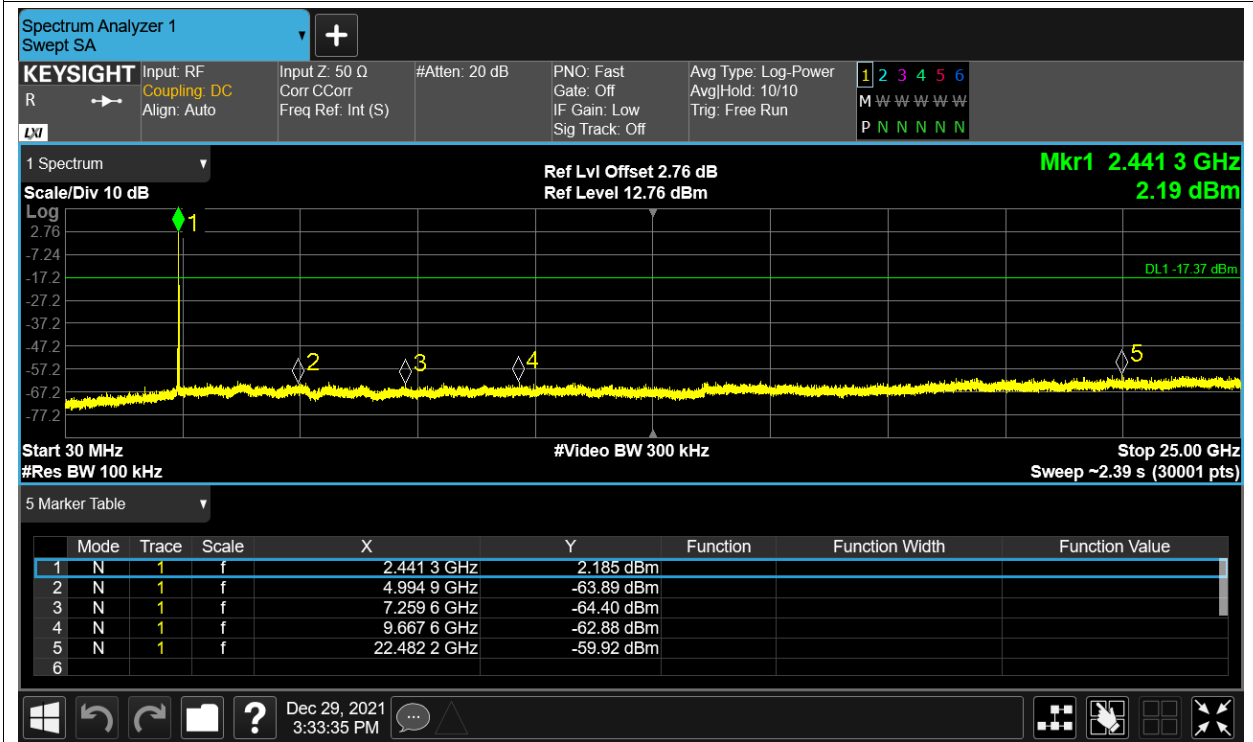 Spectrum Analyzer 1
Swept SA
KEYSIGHT
R
LXI
Input: RF
Coupling: DC
Align: Auto
Input Z: 50 Ω
Corr CCorr
Freq Ref: Int (S)
#Atten: 20 dB
PNO: Fast
Gate: Off
IF Gain: Low
Sig Track: Off
Avg Type: Log-Power
Avg|Hold: 10/10
Trig: Free Run
1 2 3 4 5 6
M W W W W W
P N N N N N
1 Spectrum
Scale/Div 10 dB
Ref Lvl Offset 2.76 dB
Ref Level 12.76 dBm
Mkr1 2.441 3 GHz
2.19 dBm
Log
2.76
-7.24
-17.2
-27.2
-37.2
-47.2
-57.2
-67.2
-77.2
1
DL1 -17.37 dBm
2
3
4
5
Start 30 MHz
#Video BW 300 kHz
Stop 25.00 GHz
#Res BW 100 kHz
Sweep ~2.39 s (30001 pts)
5 Marker Table
Mode Trace Scale X Y Function Function Width Function Value
1 N 1 f 2.441 3 GHz 2.185 dBm
2 N 1 f 4.994 9 GHz -63.89 dBm
3 N 1 f 7.259 6 GHz -64.40 dBm
4 N 1 f 9.667 6 GHz -62.88 dBm
5 N 1 f 22.482 2 GHz -59.92 dBm
6
?
Dec 29, 2021
3:33:35 PM